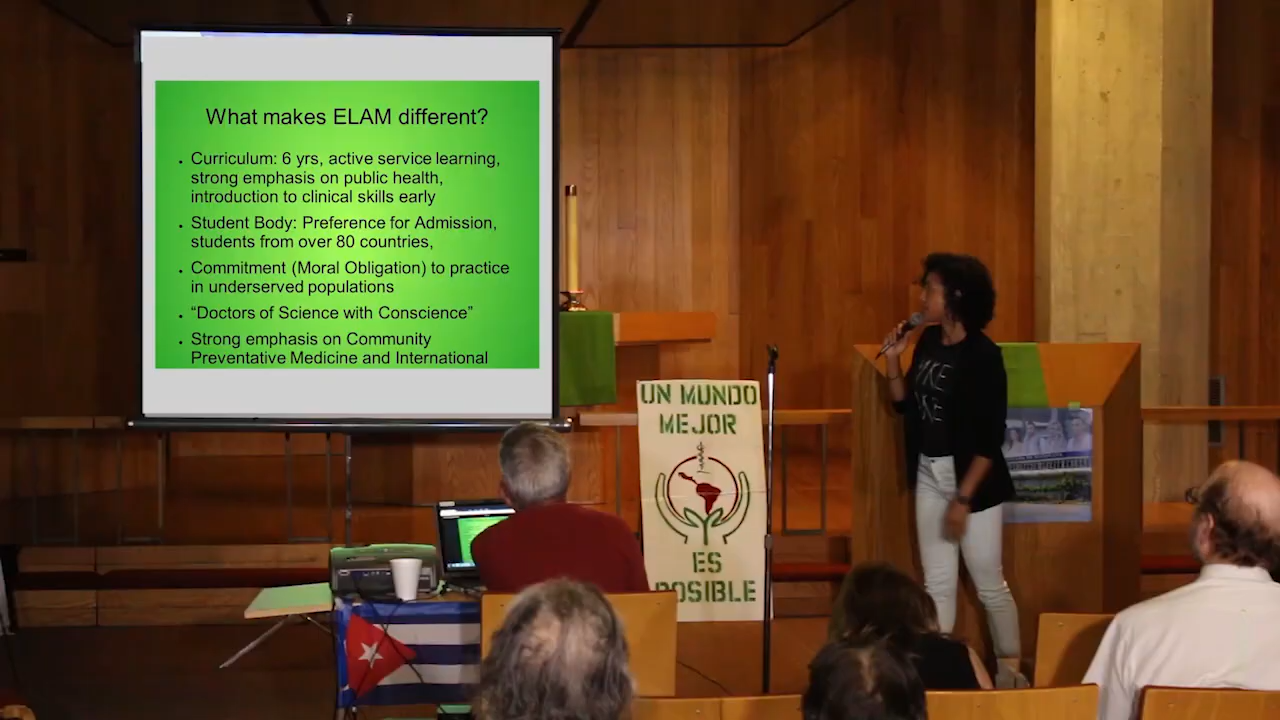 What makes ELAM different?
• Curriculum: 6 yrs, active service learning,
strong emphasis on public health,
introduction to clinical skills early
• Student Body: Preference for Admission,
students from over 80 countries,
• Commitment (Moral Obligation) to practice
in underserved populations
• “Doctors of Science with Conscience”
• Strong emphasis on Community
Preventative Medicine and International
UN MUNDO
MEJOR
ES
POSIBLE